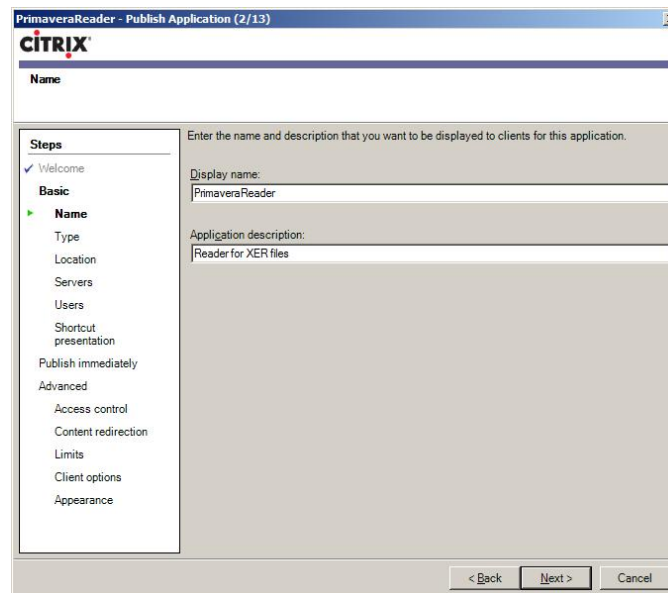 PrimaveraReader - Publish Application (2/13)
CITRIX
Name
Steps
Welcome
Basic
Name
Type
Location
Servers
Users
Shortcut
presentation
Publish immediately
Advanced
Access control
Content redirection
Limits
Client options
Appearance
Enter the name and description that you want to be displayed to clients for this application.
Display name:
PrimaveraReader
Application description:
Reader for XER files
< Back
Next >
Cancel